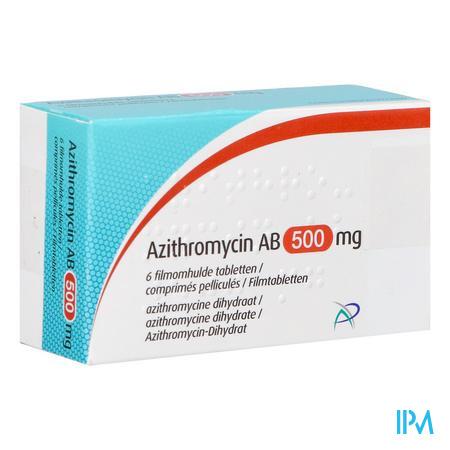 Azithromycin AB 500 mg
6 filmomhulde tabletten /
comprimés pelliculés / Filmtabletten
azithromycine dihydraat /
azithromycine dihydrate /
Azithromycin-Dihydrat
Azithromycin AB 500 mg
6 filmomhulde tabletten /
comprimés pelliculés / Filmtabletten
IPM